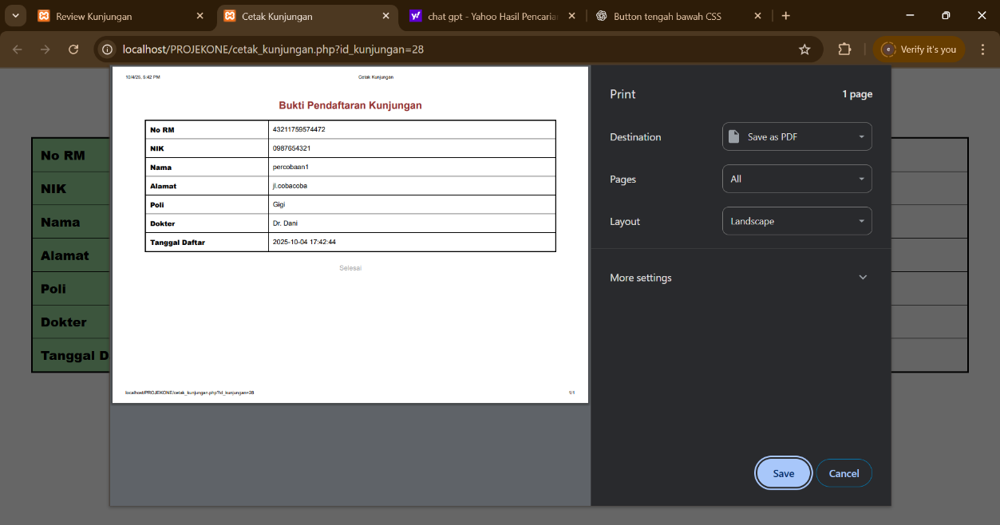 Review Kunjungan
Cetak Kunjungan
chat gpt - Yahoo Hasil Pencaria
Button tengah bawah CSS
localhost/PROJEKONE/cetak_kunjungan.php?id_kunjungan=28
Verify it's you
No RM
NIK
Nama
Alamat
Poli
Dokter
Tanggal D
10/4/25, 5:42 PM Cetak Kunjungan
Bukti Pendaftaran Kunjungan
No RM 43211759574472
NIK 0987654321
Nama percobaan1
Alamat jl.cobacoba
Poli Gigi
Dokter Dr. Dani
Tanggal Daftar 2025-10-04 17:42:44
Selesai
localhost/PROJEKONE/cetak_kunjungan.php?id_kunjungan=28 1/1
Print 1 page
Destination Save as PDF
Pages All
Layout Landscape
More settings
Save Cancel